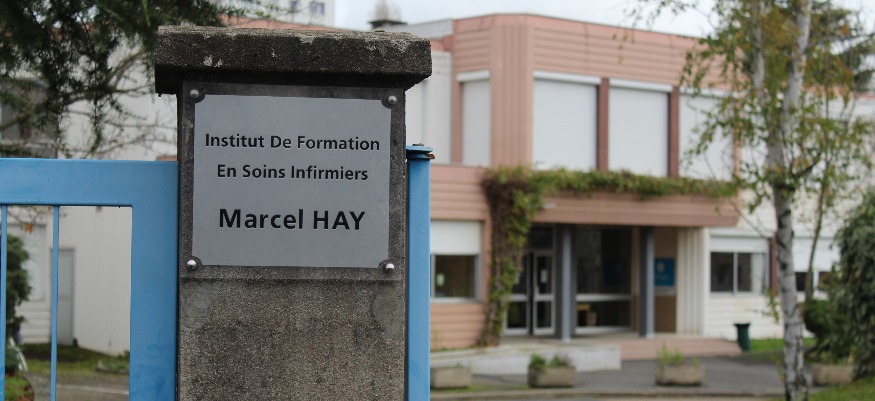 Institut De Formation
En Soins Infirmiers
Marcel HAY